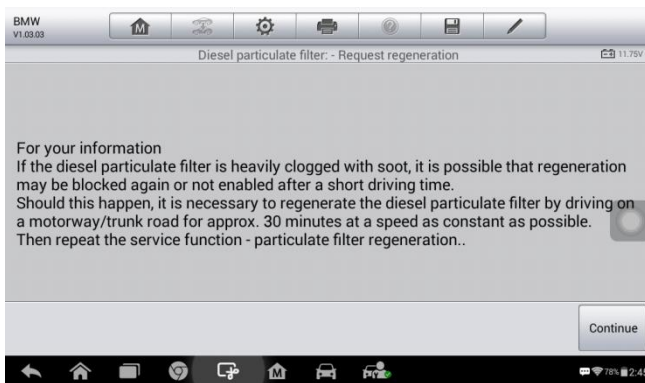 BMW
V1.03.03
M
Diesel particulate filter: - Request regeneration
11.75V
For your information
If the diesel particulate filter is heavily clogged with soot, it is possible that regeneration
may be blocked again or not enabled after a short driving time.
Should this happen, it is necessary to regenerate the diesel particulate filter by driving on
a motorway/trunk road for approx. 30 minutes at a speed as constant as possible.
Then repeat the service function - particulate filter regeneration..
Continue
M
78% 2:45